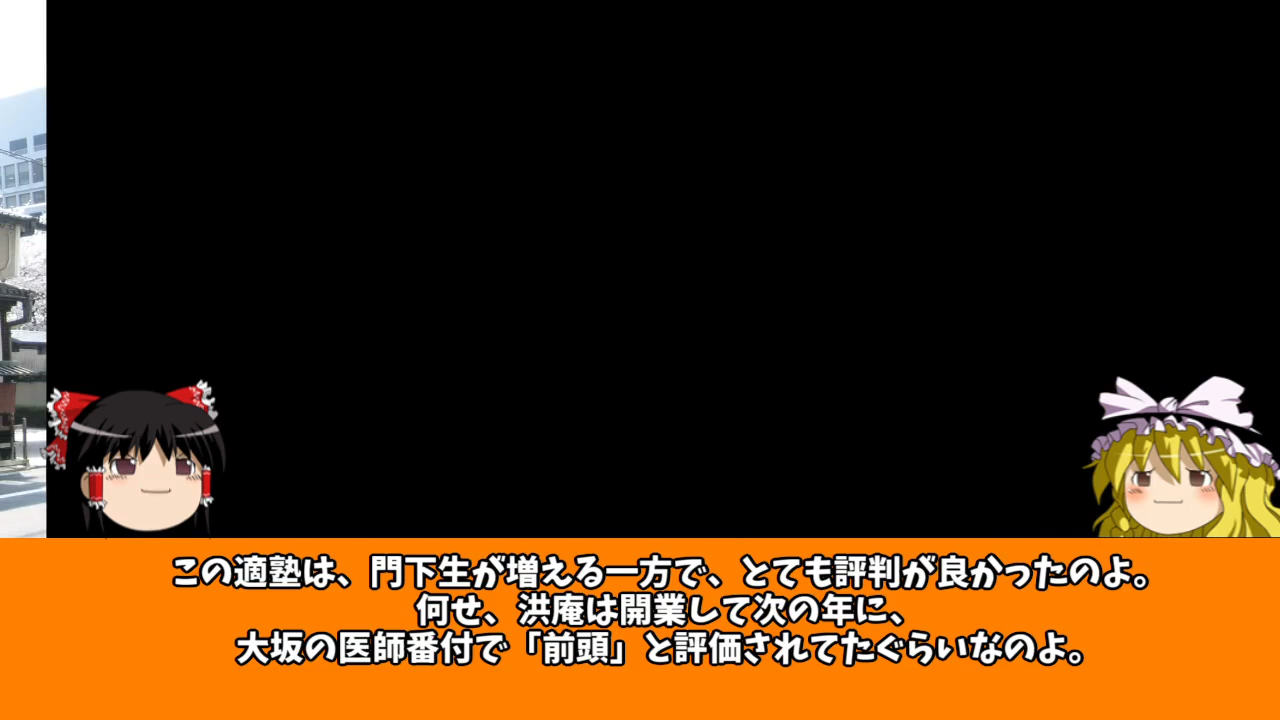 この適塾は、門下生が増える一方で、とても評判が良かったのよ。
何せ、洪庵は開業して次の年に、
大坂の医師番付で「前頭」と評価されてたぐらいなのよ。